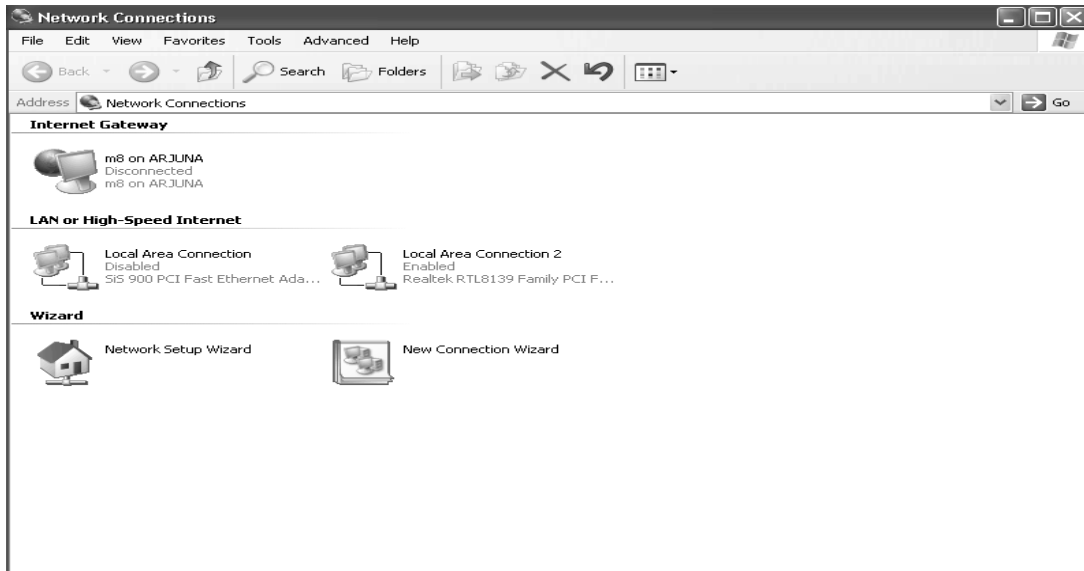 Network Connections
File Edit View Favorites Tools Advanced Help
Back Search Folders
Address Network Connections Go
Internet Gateway
m8 on ARJUNA
Disconnected
m8 on ARJUNA
LAN or High-Speed Internet
Local Area Connection
Disabled
SiS 900 PCI Fast Ethernet Ada...
Local Area Connection 2
Enabled
Realtek RTL8139 Family PCI F...
Wizard
Network Setup Wizard
New Connection Wizard